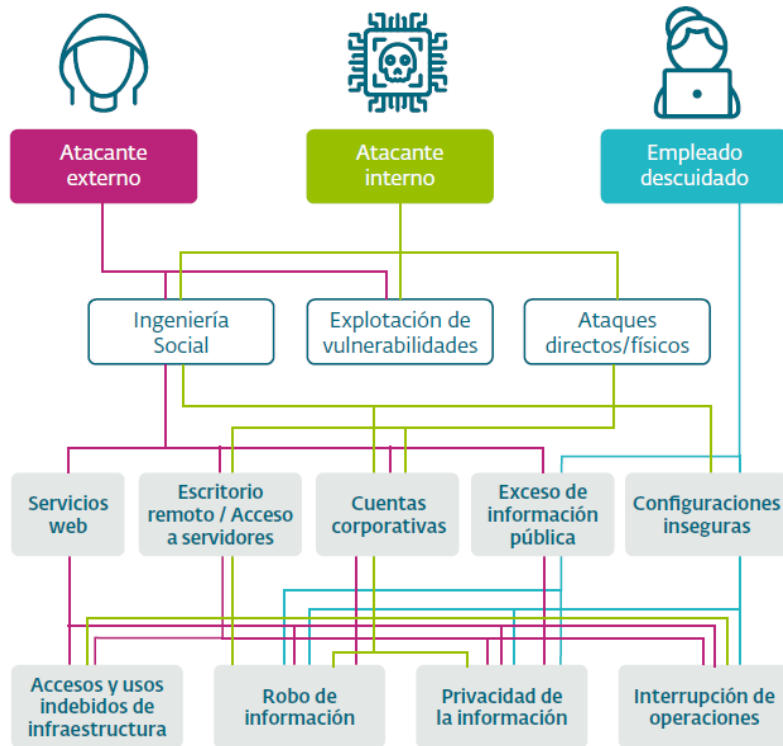 Atacante
externo
Atacante
interno
Empleado
descuidado
Ingeniería
Social
Explotación de
vulnerabilidades
Ataques
directos/físicos
Servicios
web
Escritorio
remoto / Acceso
a servidores
Cuentas
corporativas
Exceso de
información
pública
Configuraciones
inseguras
Accesos y usos
indebidos de
infraestructura
Robo de
información
Privacidad de
la información
Interrupción de
operaciones